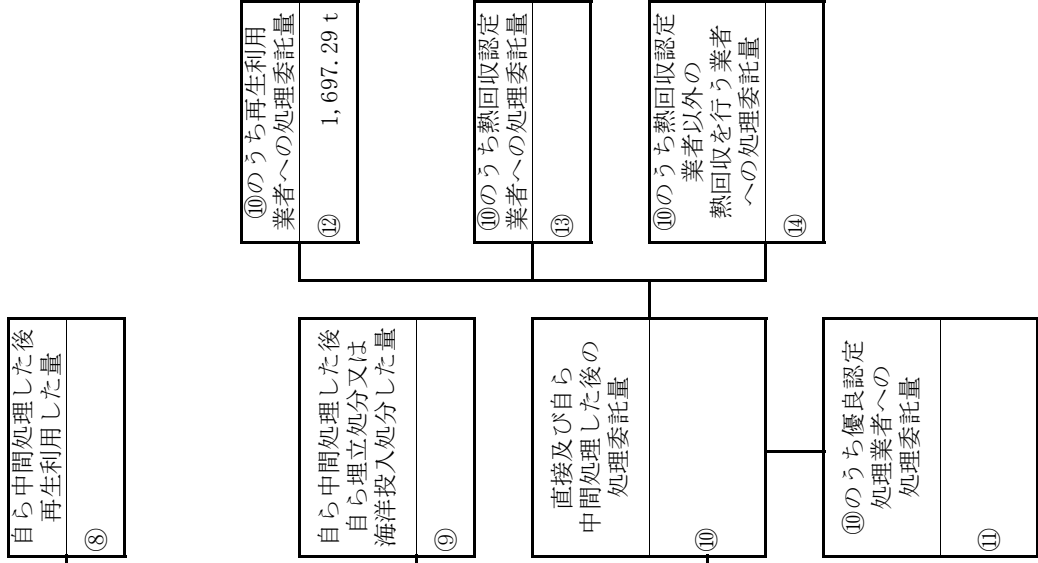 自ら中間処理した後
再生利用した量
⑧
自ら中間処理した後
自ら埋立処分又は
海洋投入処分した量
⑨
直接及び自ら
中間処理した後の
処理委託量
⑩
⑩のうち優良認定
処理業者への
処理委託量
⑪
⑩のうち再生利用
業者への処理委託量
⑫ 1,697.29 t
⑩のうち熱回収認定
業者への処理委託量
⑬
⑩のうち熱回収認定
業者以外の
熱回収を行う業者
への処理委託量
⑭